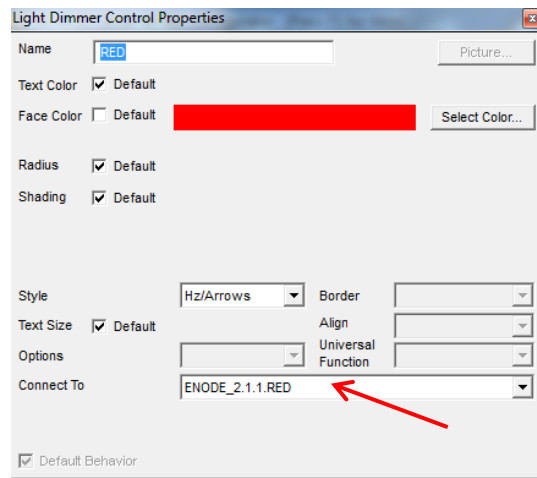 Light Dimmer Control Properties
Name RED Picture...
Text Color Default
Face Color Default Select Color...
Radius Default
Shading Default
Style Hz/Arrows Border
Text Size Default Align
Options Universal Function
Connect To ENODE_2.1.1.RED
Default Behavior